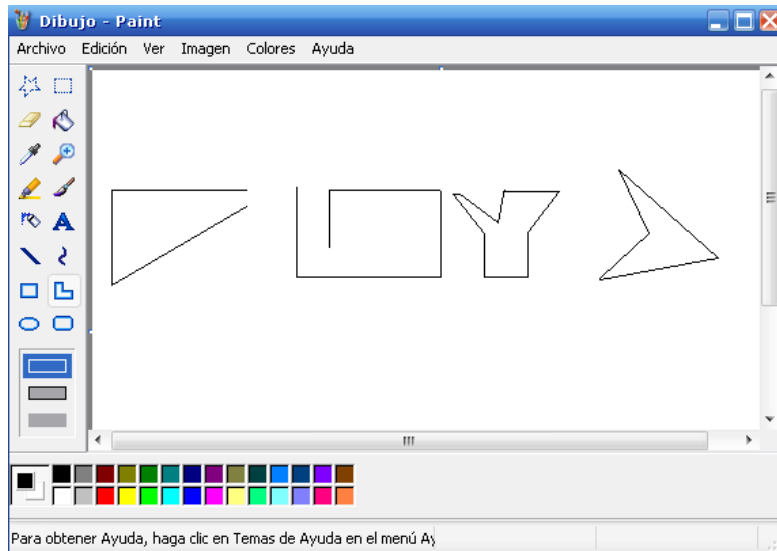 Dibujo - Paint
Archivo Edición Ver Imagen Colores Ayuda
A
Para obtener Ayuda, haga clic en Temas de Ayuda en el menú Ay